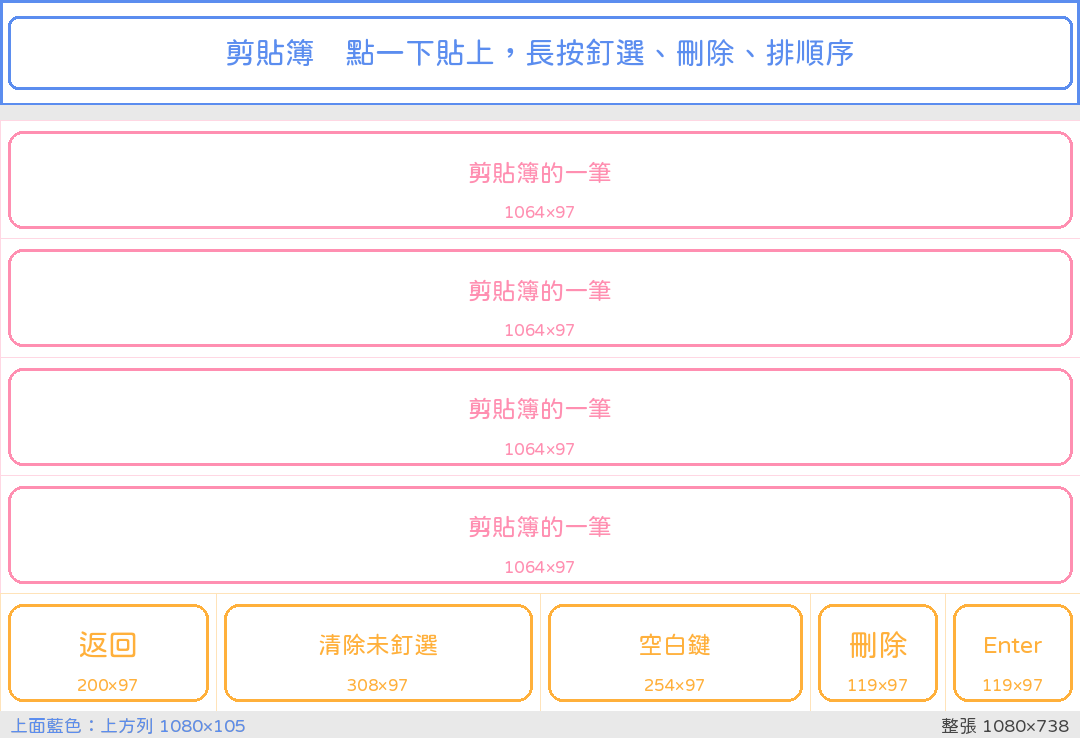 剪貼簿　點一下貼上，長按釘選、刪除、排順序
剪貼簿的一筆
1064×97
剪貼簿的一筆
1064×97
剪貼簿的一筆
1064×97
剪貼簿的一筆
1064×97
返回 清除未釘選 空白鍵 刪除 Enter
200×97 308×97 254×97 119×97 119×97
上面藍色：上方列 1080×105 整張 1080×738